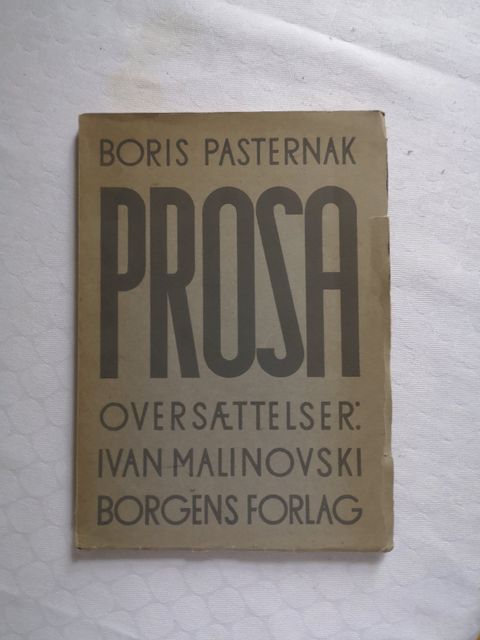 BORIS PASTERNAK
PROSA
OVERSÆTTELSER:
IVAN MALINOVSKI
BORGENS FORLAG